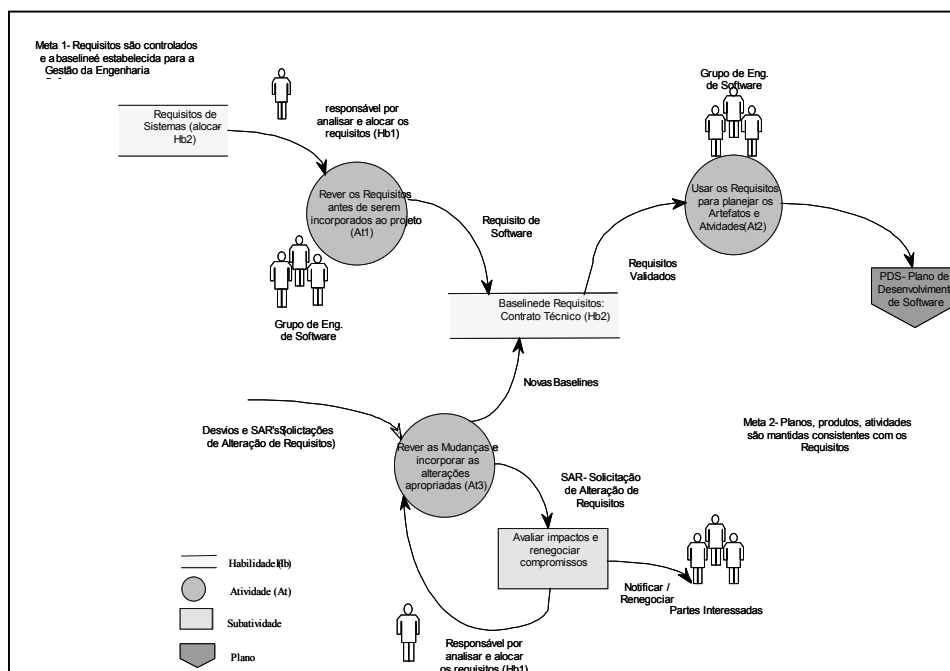 Meta 1- Requisitos são controlados
e a baselineé estabelecida para a
Gestão da Engenharia
Requisitos de
Sistemas (alocar-
Hb2)
responsável por
analisar e alocar os
requisitos (Hb1)
Rever os Requisitos
antes de serem
incorporados ao projeto
(At1)
Grupo de Eng.
de Software
Requisito de
Software
Grupo de Eng.
de Software
Usar os Requisitos
para planejar os
Artefatos e
Atvidades(At2)
Requisitos
Validados
PDS- Plano de
Desenvolviment
de Software
Baselinede Requisitos:
Contrato Técnico (Hb2)
Novas Baselines
Desvios e SAR's(Solictações
de Alteração de Requisitos)
Rever as Mudanças e
incorporar as
alterações
apropriadas (At3)
Meta 2- Planos, produtos, atividades
são mantidas consistentes com os
Requisitos
SAR- Solicitação
de Alteração de
Requisitos
Avaliar impactos e
renegociar
compromissos
Notificar /
Renegociar
Partes Interessadas
Responsável por
analisar e alocar
os requisitos (Hb1)
Habilidade
Atividade (At)
Subatividade
Plano